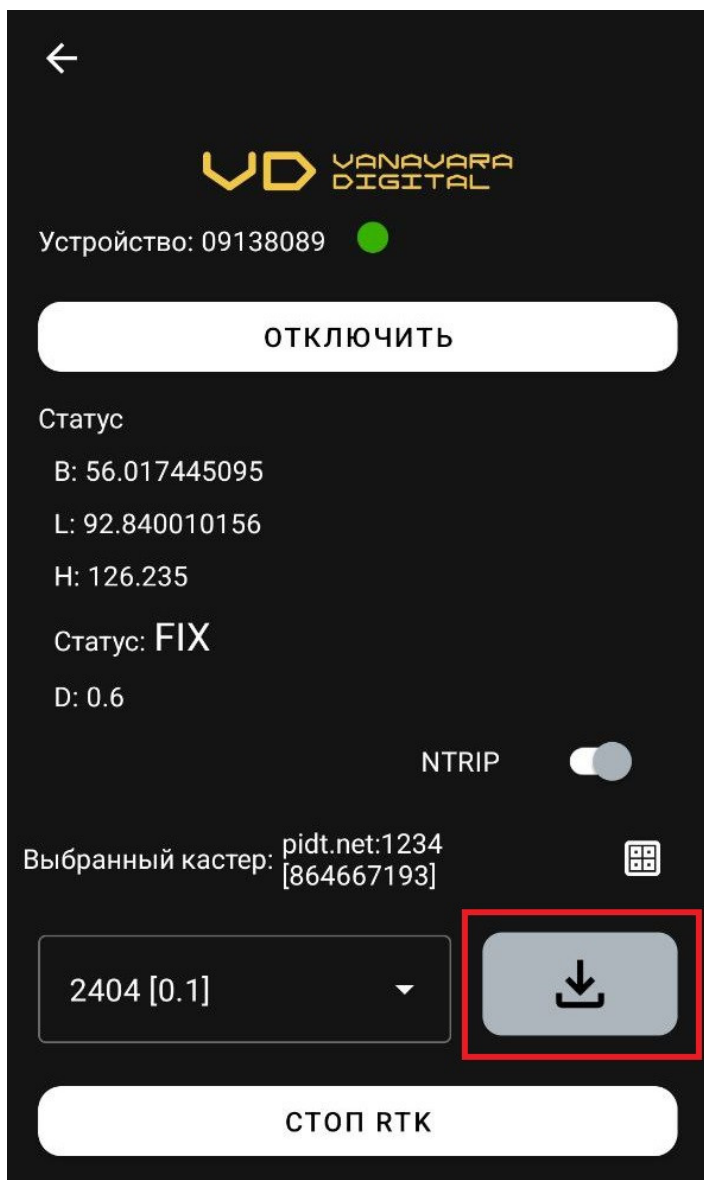 VD VANAVARA
DIGITAL
Устройство: 09138089
ОТКЛЮЧИТЬ
Статус
B: 56.017445095
L: 92.840010156
H: 126.235
Статус: FIX
D: 0.6
NTRIP
Выбранный кастер: pidt.net:1234
[864667193]
2404 [0.1]
СТОП RTK